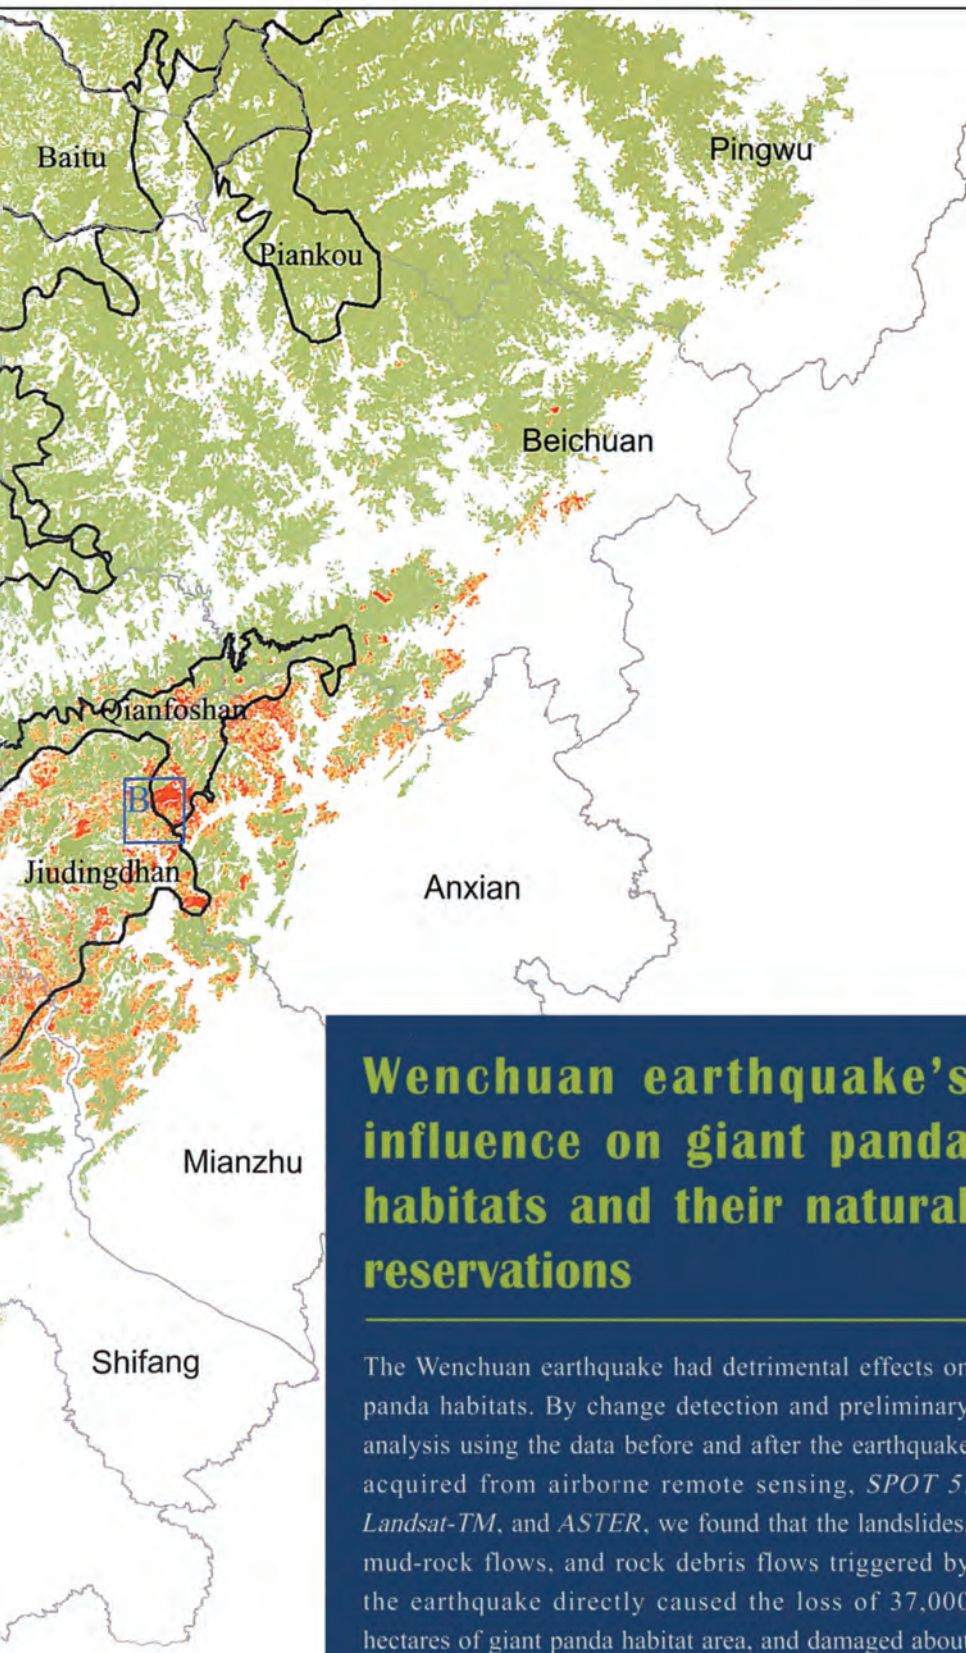 Pingwu
Baitu
Piankou
Beichuan
Qianfoshan
B
Jiudingdhan
Anxian
Mianzhu
Shifang
Wenchuan earthquake's
influence on giant panda
habitats and their natural
reservations
The Wenchuan earthquake had detrimental effects on
panda habitats. By change detection and preliminary
analysis using the data before and after the earthquake
acquired from airborne remote sensing, SPOT 5,
Landsat-TM, and ASTER, we found that the landslides,
mud-rock flows, and rock debris flows triggered by
the earthquake directly caused the loss of 37,000
hectares of giant panda habitat area, and damaged about